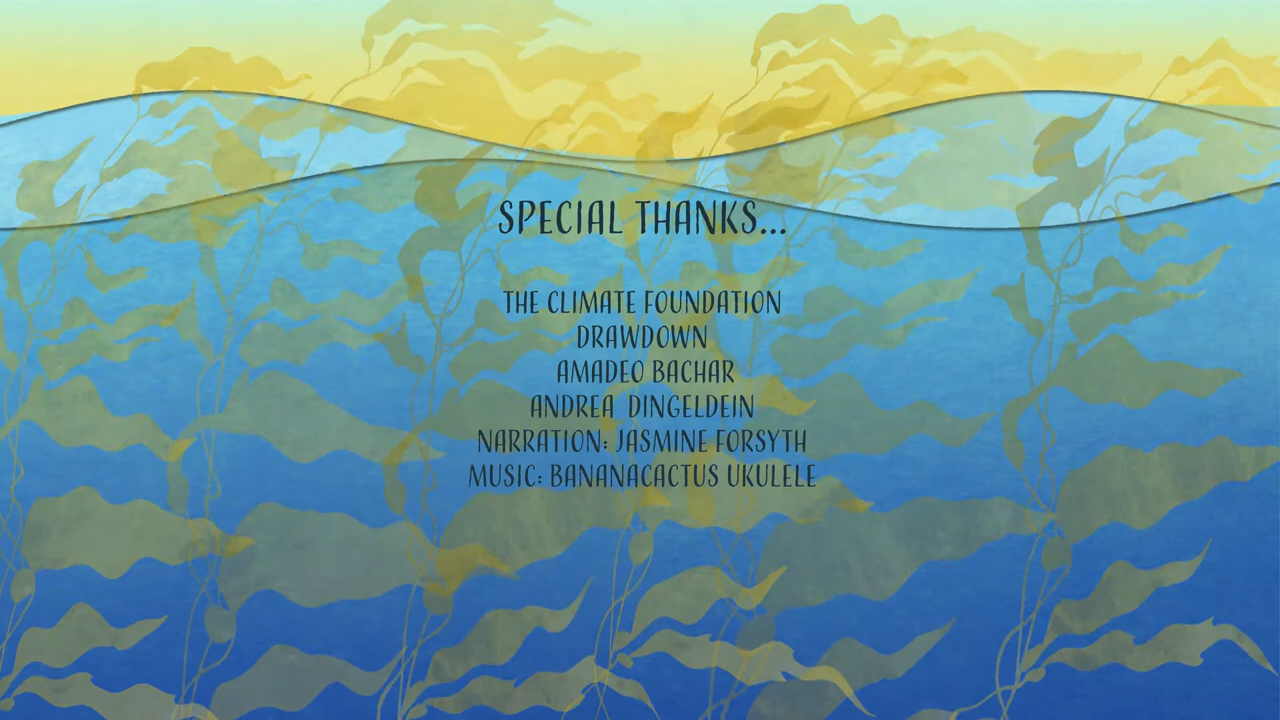 SPECIAL THANKS...
THE CLIMATE FOUNDATION
DRAWDOWN
AMADEO BACHAR
ANDREA DINGELDEIN
NARRATION: JASMINE FORSYTH
MUSIC: BANANACACTUS UKULELE